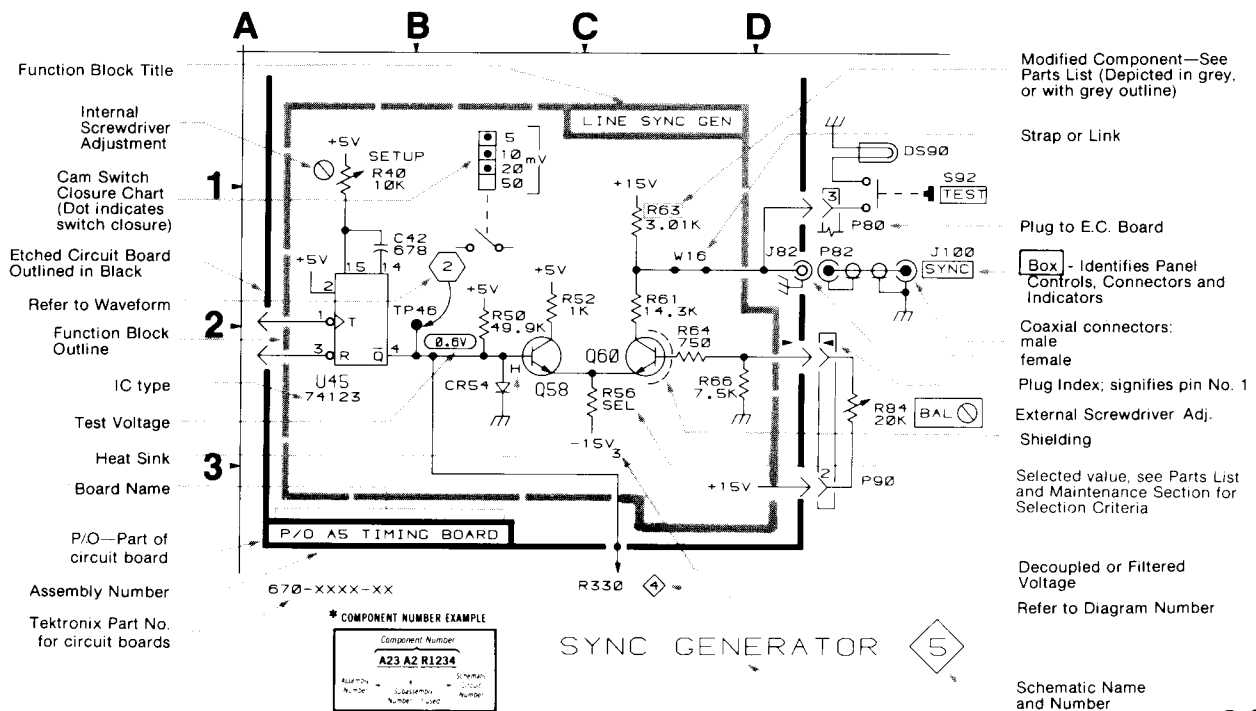 A B C D
1
2
3
Function Block Title
Internal
Screwdriver
Adjustment
Cam Switch
Closure Chart
(Dot indicates
switch closure)
Etched Circuit Board
Outlined in Black
Refer to Waveform
Function Block
Outline
IC type
Test Voltage
Heat Sink
Board Name
P/O—Part of
circuit board
Assembly Number
Tektronix Part No.
for circuit boards
LINE SYNC GEN
+5V
SETUP
R40
10K
5
10
20
50
mV
C42
678
15 14
+5V
2
1
T
3
R
Q̅
4
U45
74123
2
TP46
0.6V
+5V
R50
49.9K
CR54
H
+5V
R52
1K
Q58
Q60
+15V
R63
3.01K
W16
R61
14.3K
R64
750
R66
7.5K
R56
SEL
-15V
3
+15V
DS90
S92
TEST
3
P80
J82 P82 J100
SYNC
R84
20K
BAL
2
P90
P/O A5 TIMING BOARD
R330 4
670-XXXX-XX
* COMPONENT NUMBER EXAMPLE
Component Number
A23 A2 R1234
Assembly
Number
Subassembly
Number
used
Schematic
Circuit
Number
SYNC GENERATOR 5
Modified Component—See
Parts List (Depicted in grey,
or with grey outline)
Strap or Link
Plug to E.C. Board
Box - Identifies Panel
Controls, Connectors and
Indicators
Coaxial connectors:
male
female
Plug Index; signifies pin No. 1
External Screwdriver Adj.
Shielding
Selected value, see Parts List
and Maintenance Section for
Selection Criteria
Decoupled or Filtered
Voltage
Refer to Diagram Number
Schematic Name
and Number